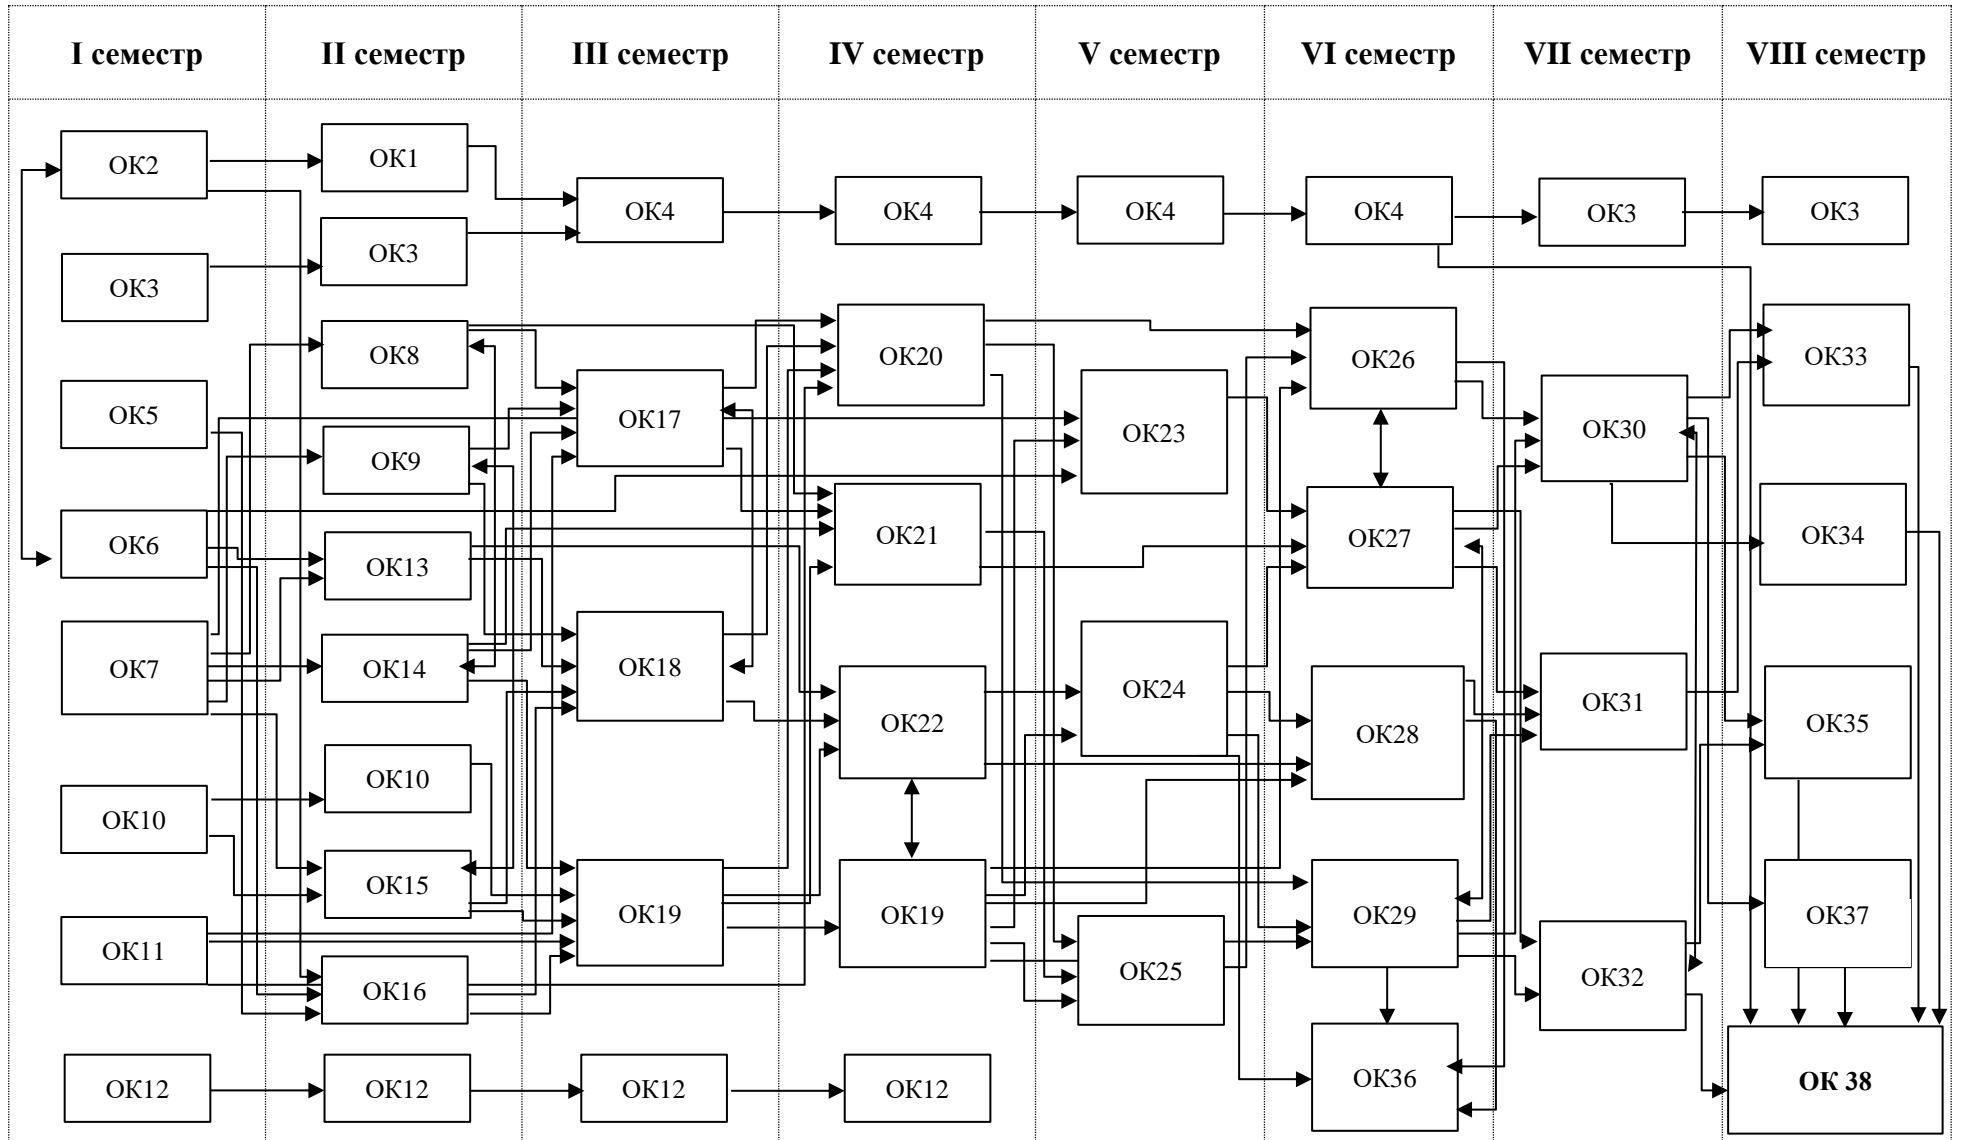 I семестр
II семестр
III семестр
IV семестр
V семестр
VI семестр
VII семестр
VIII семестр
ОК2
ОК3
ОК5
ОК6
ОК7
ОК10
ОК11
ОК12
ОК1
ОК3
ОК8
ОК9
ОК13
ОК14
ОК10
ОК15
ОК16
ОК12
ОК4
ОК17
ОК18
ОК19
ОК12
ОК4
ОК20
ОК21
ОК22
ОК19
ОК12
ОК4
ОК23
ОК24
ОК25
ОК4
ОК26
ОК27
ОК28
ОК29
ОК36
ОК3
ОК30
ОК31
ОК32
ОК3
ОК33
ОК34
ОК35
ОК37
ОК 38